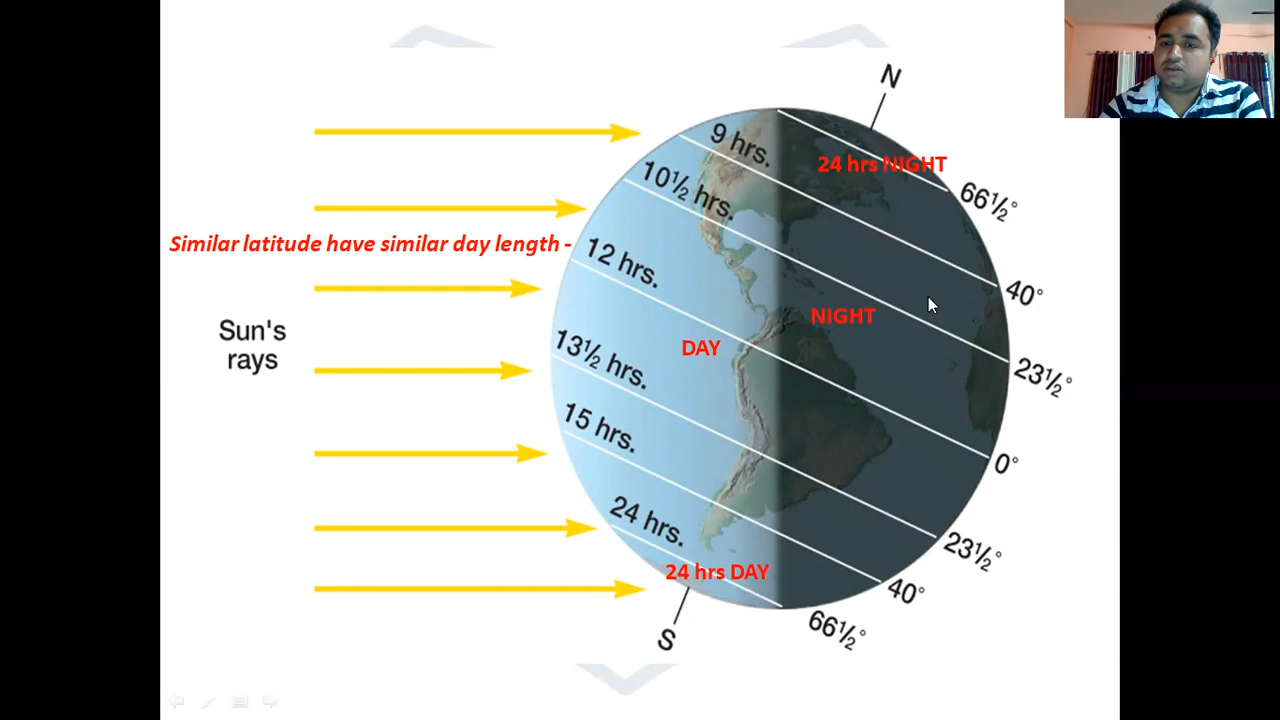 N
9 hrs.
24 hrs NIGHT
10½ hrs.
66½°
Similar latitude have similar day length -
12 hrs.
40°
NIGHT
Sun's
rays
DAY
13½ hrs.
23½°
15 hrs.
0°
24 hrs.
23½°
24 hrs DAY
40°
S
66½°